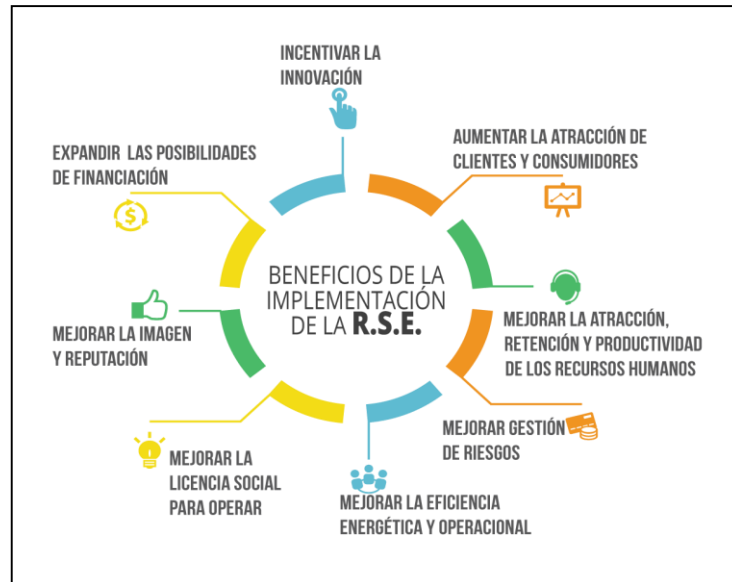 INCENTIVAR LA
INNOVACIÓN
AUMENTAR LA ATRACCIÓN DE
CLIENTES Y CONSUMIDORES
EXPANDIR LAS POSIBILIDADES
DE FINANCIACIÓN
$
BENEFICIOS DE LA
IMPLEMENTACIÓN
DE LA R.S.E.
MEJORAR LA ATRACCIÓN,
RETENCIÓN Y PRODUCTIVIDAD
DE LOS RECURSOS HUMANOS
MEJORAR LA IMAGEN
Y REPUTACIÓN
MEJORAR GESTIÓN
DE RIESGOS
MEJORAR LA
LICENCIA SOCIAL
PARA OPERAR
MEJORAR LA EFICIENCIA
ENERGÉTICA Y OPERACIONAL